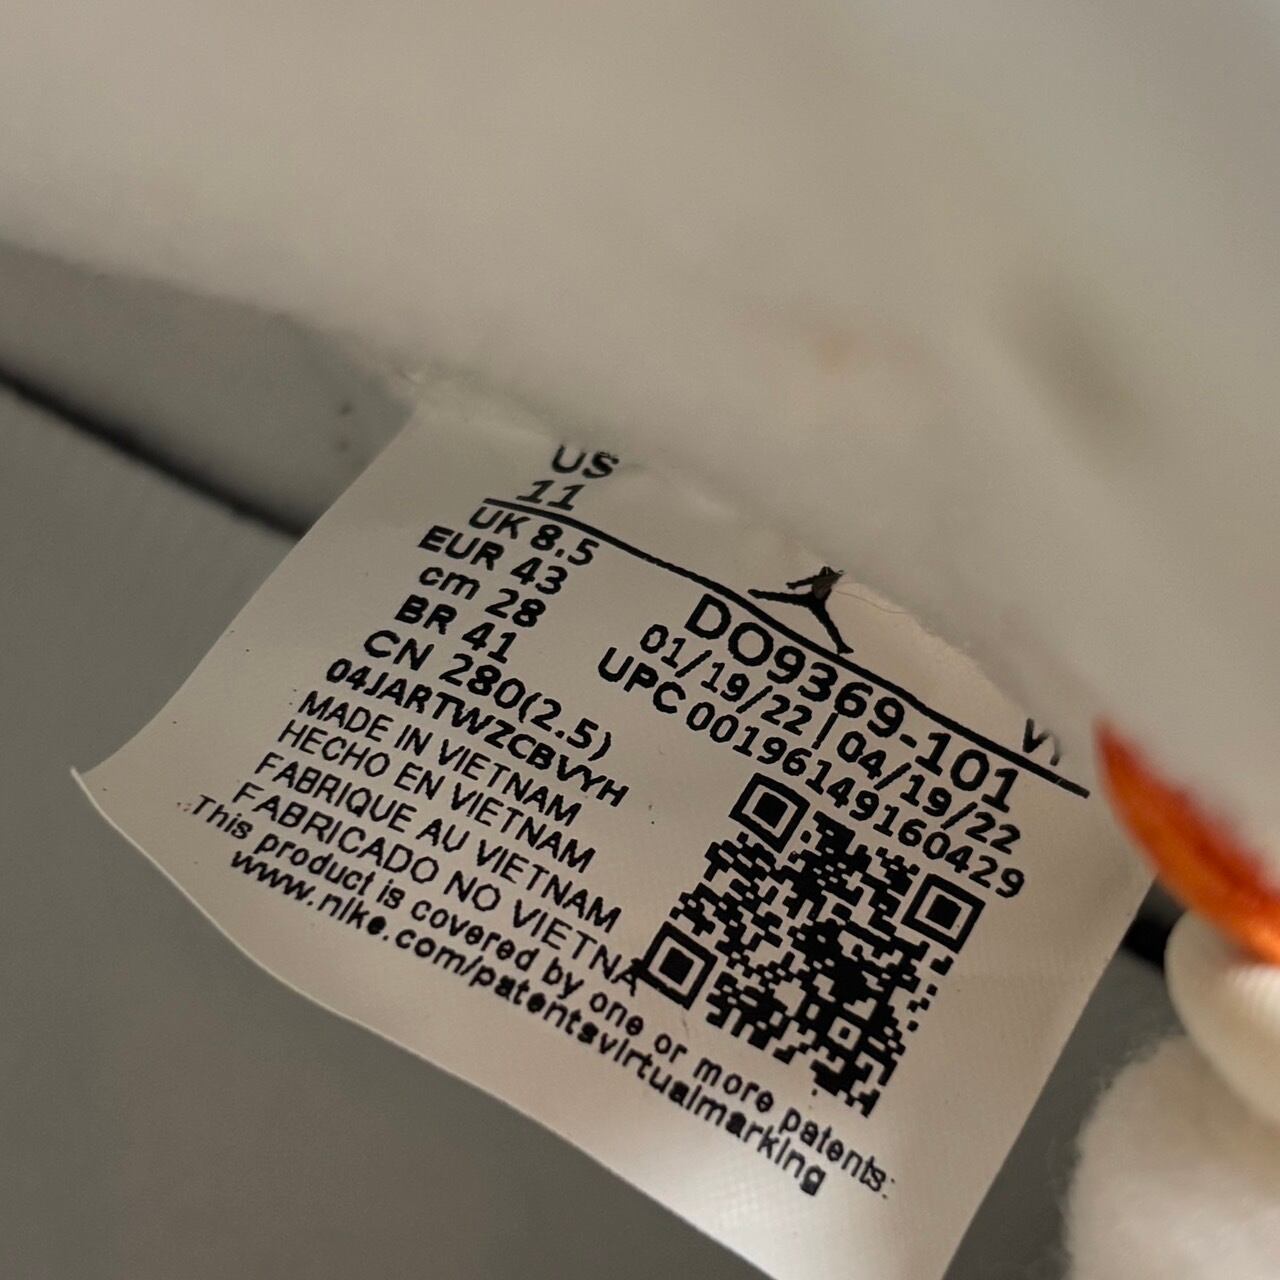 US
11
UK 8.5
EUR 43
cm 28
BR 41
CN 280(2.5)
04JARTWZCBVYH
MADE IN VIETNAM
HECHO EN VIETNAM
FABRIQUE AU VIETNAM
FABRICADO NO VIETNA
This product is covered by one or more patents:
www.nike.com/patentsvirtualmarking
VY
DO9369-101
01/19/22 | 04/19/22
UPC 00196149160429